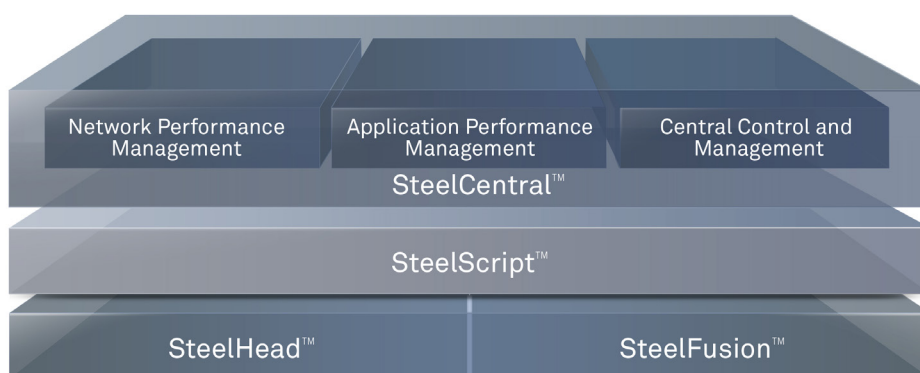 Network Performance
Management
Application Performance
Management
Central Control and
Management
SteelCentral™
SteelScript™
SteelHead™
SteelFusion™